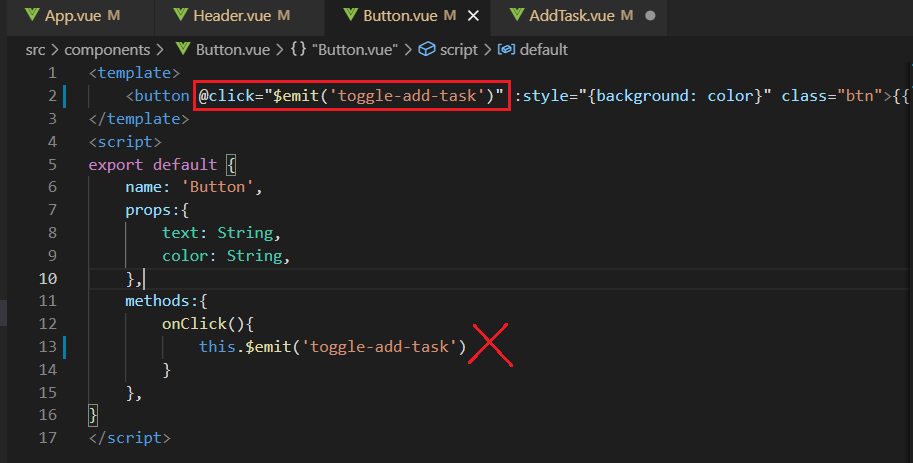 App.vue M Header.vue M Button.vue M AddTask.vue M
src > components > Button.vue > {} "Button.vue" > script > default
1 <template>
2 <button @click="$emit('toggle-add-task')" :style="{background: color}" class="btn">{{
3 </template>
4 <script>
5 export default {
6 name: 'Button',
7 props:{
8 text: String,
9 color: String,
10 },
11 methods:{
12 onClick(){
13 this.$emit('toggle-add-task')
14 }
15 },
16 }
17 </script>